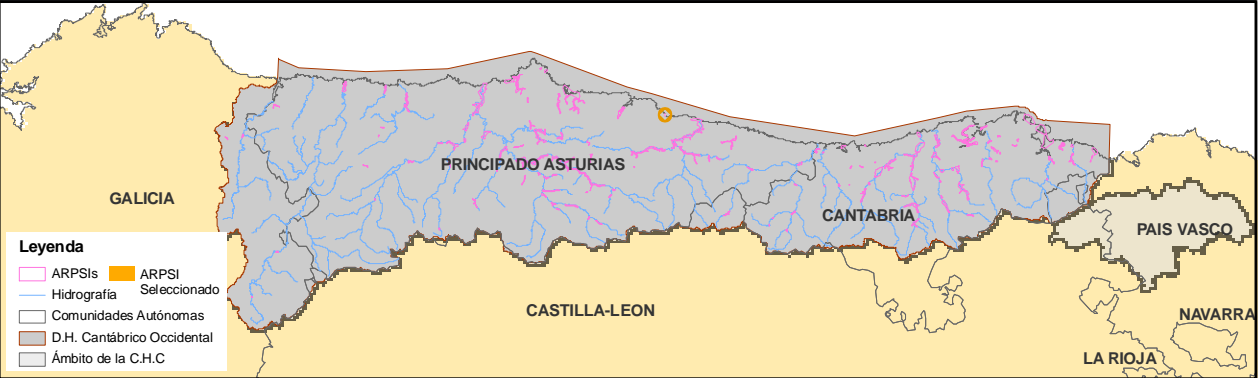 PRINCIPADO ASTURIAS
GALICIA
CANTABRIA
PAIS VASCO
CASTILLA-LEON
NAVARRA
LA RIOJA
Leyenda
ARPSIs
ARPSI
Seleccionado
Hidrografía
Comunidades Autónomas
D.H. Cantábrico Occidental
Ámbito de la C.H.C